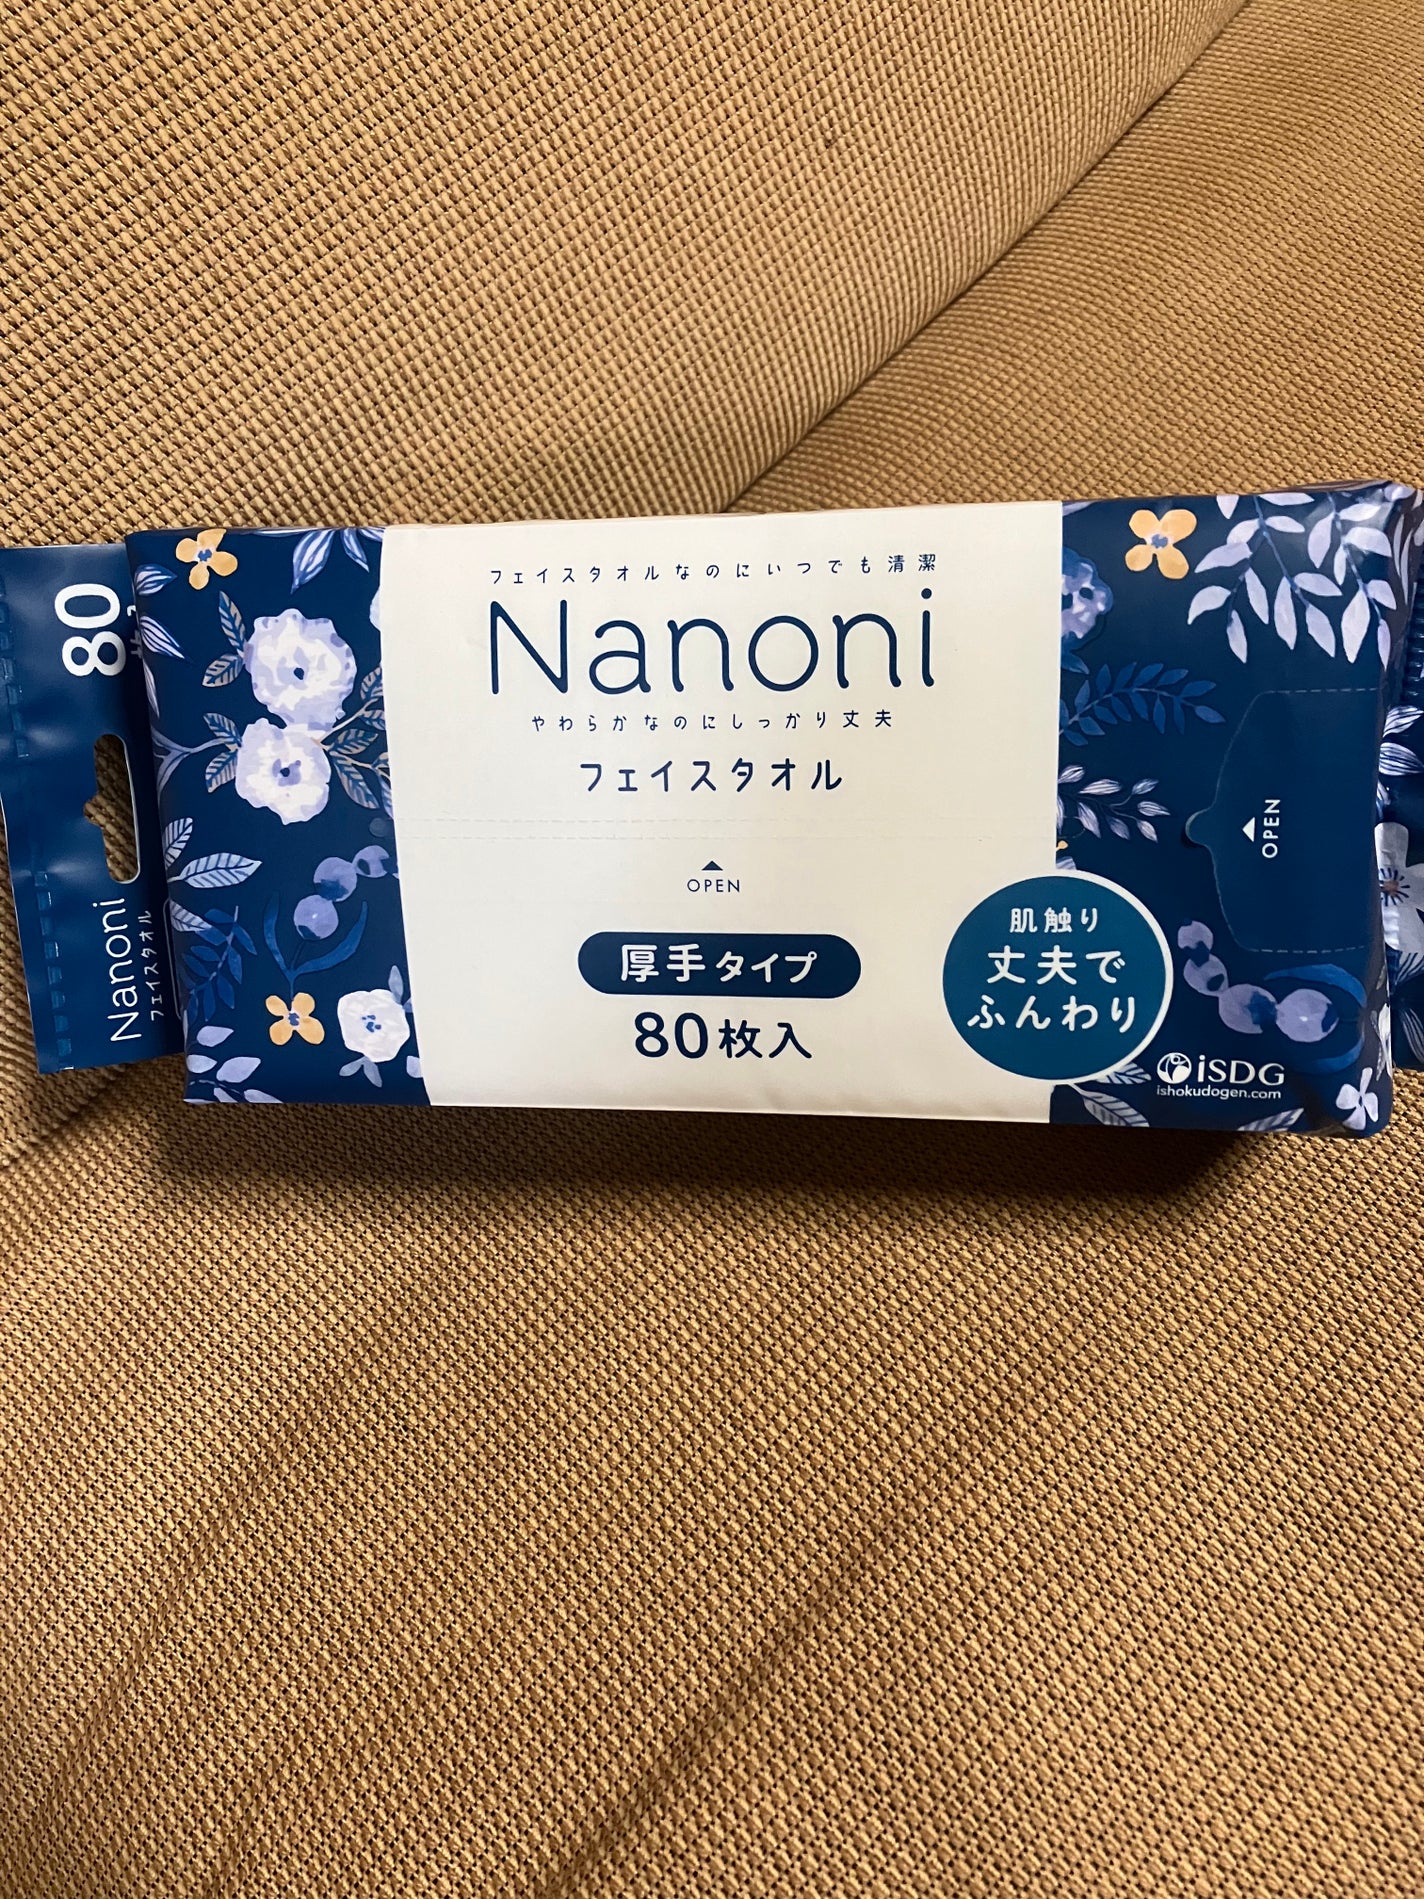 フェイスタオルなのにいつでも清潔
Nanoni
やわらかなのにしっかり丈夫
フェイスタオル
OPEN
厚手タイプ
80枚入
肌触り
丈夫で
ふんわり
iSDG
ishokudogen.com
OPEN
80
Nanoni
フェイスタオル